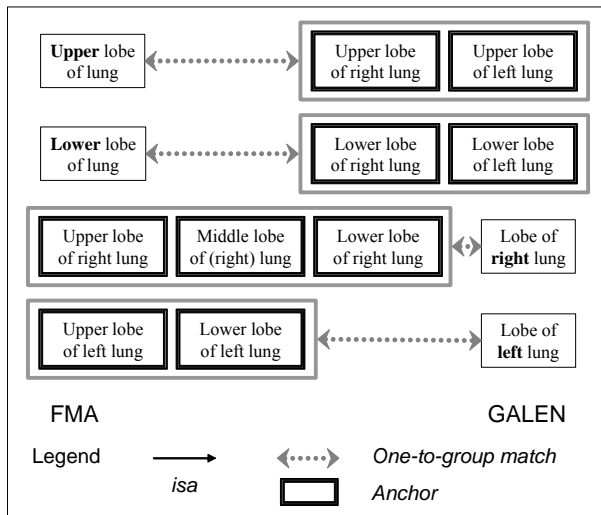 Upper lobe
of lung
Upper lobe
of right lung
Upper lobe
of left lung
Lower lobe
of lung
Lower lobe
of right lung
Lower lobe
of left lung
Upper lobe
of right lung
Middle lobe
of (right) lung
Lower lobe
of right lung
Lobe of
right lung
Upper lobe
of left lung
Lower lobe
of left lung
Lobe of
left lung
FMA
GALEN
Legend
isa
One-to-group match
Anchor